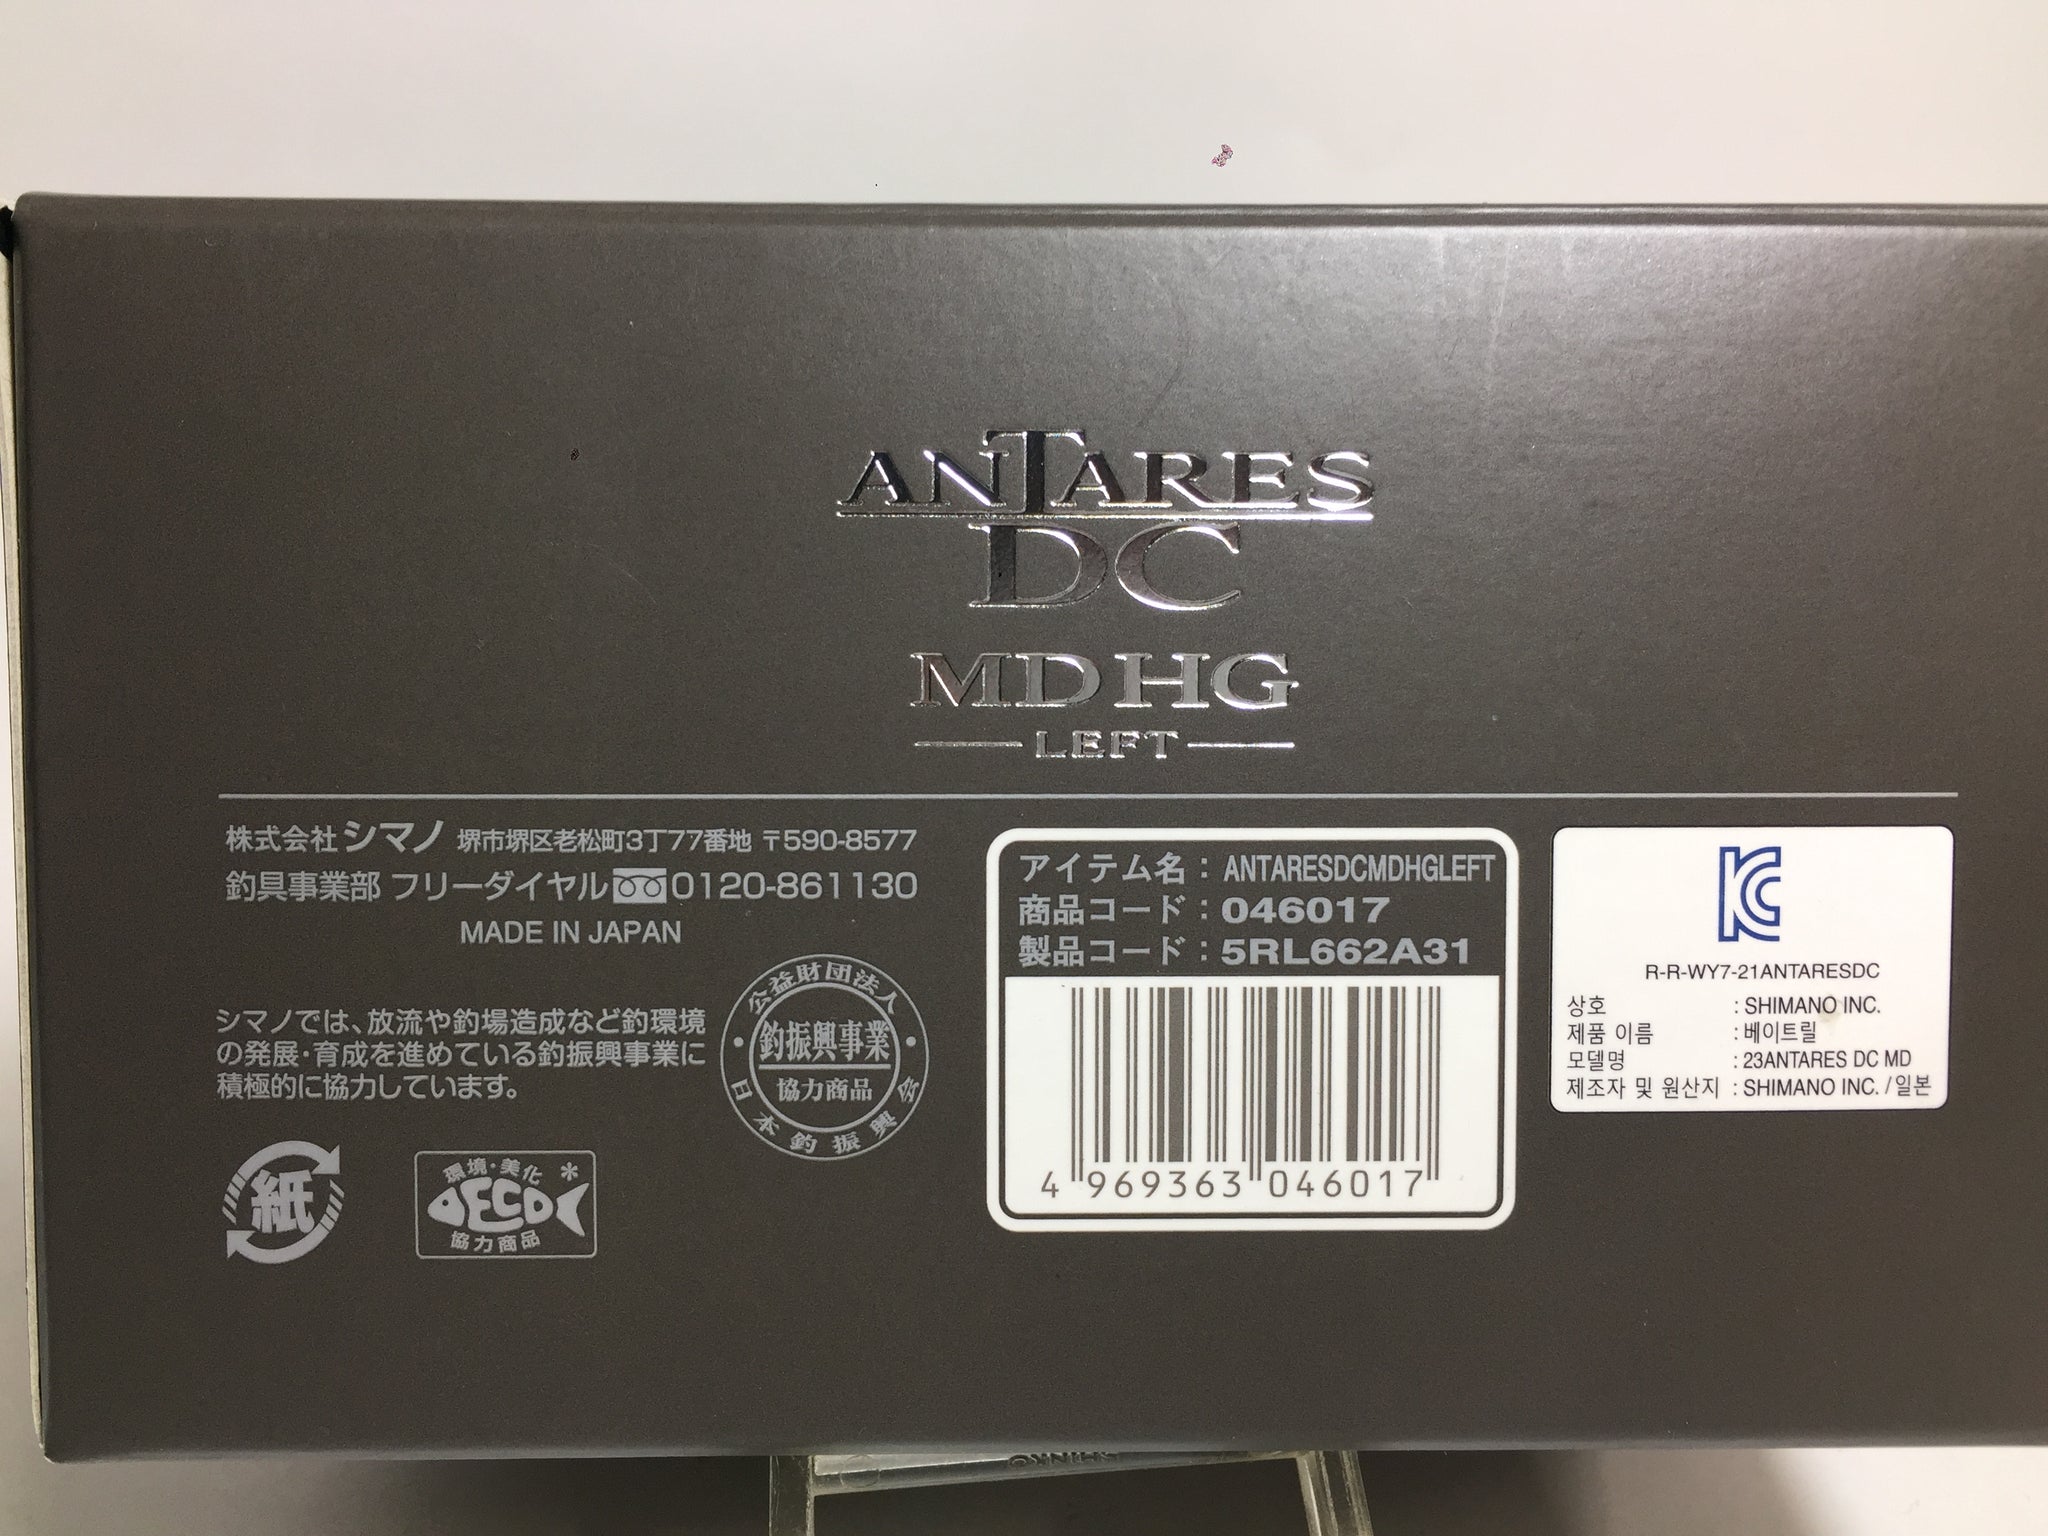 ANTARES
DC
MD HG
LEFT
株式会社シマノ 堺市堺区老松町3丁77番地 〒590-8577
釣具事業部 フリーダイヤル 0120-861130
MADE IN JAPAN
シマノでは、放流や釣場造成など釣環境
の発展・育成を進めている釣振興事業に
積極的に協力しています。
公益財団法人
釣振興事業
協力商品
日本釣振興会
紙
環境・美化
ECO
協力商品
アイテム名：ANTARESDCMDHGLEFT
商品コード：046017
製品コード：5RL662A31
4 969363 046017
R-R-WY7-21ANTARESDC
상호 : SHIMANO INC.
제품 이름 : 베이트릴
모델명 : 23ANTARES DC MD
제조자 및 원산지 : SHIMANO INC. / 일본